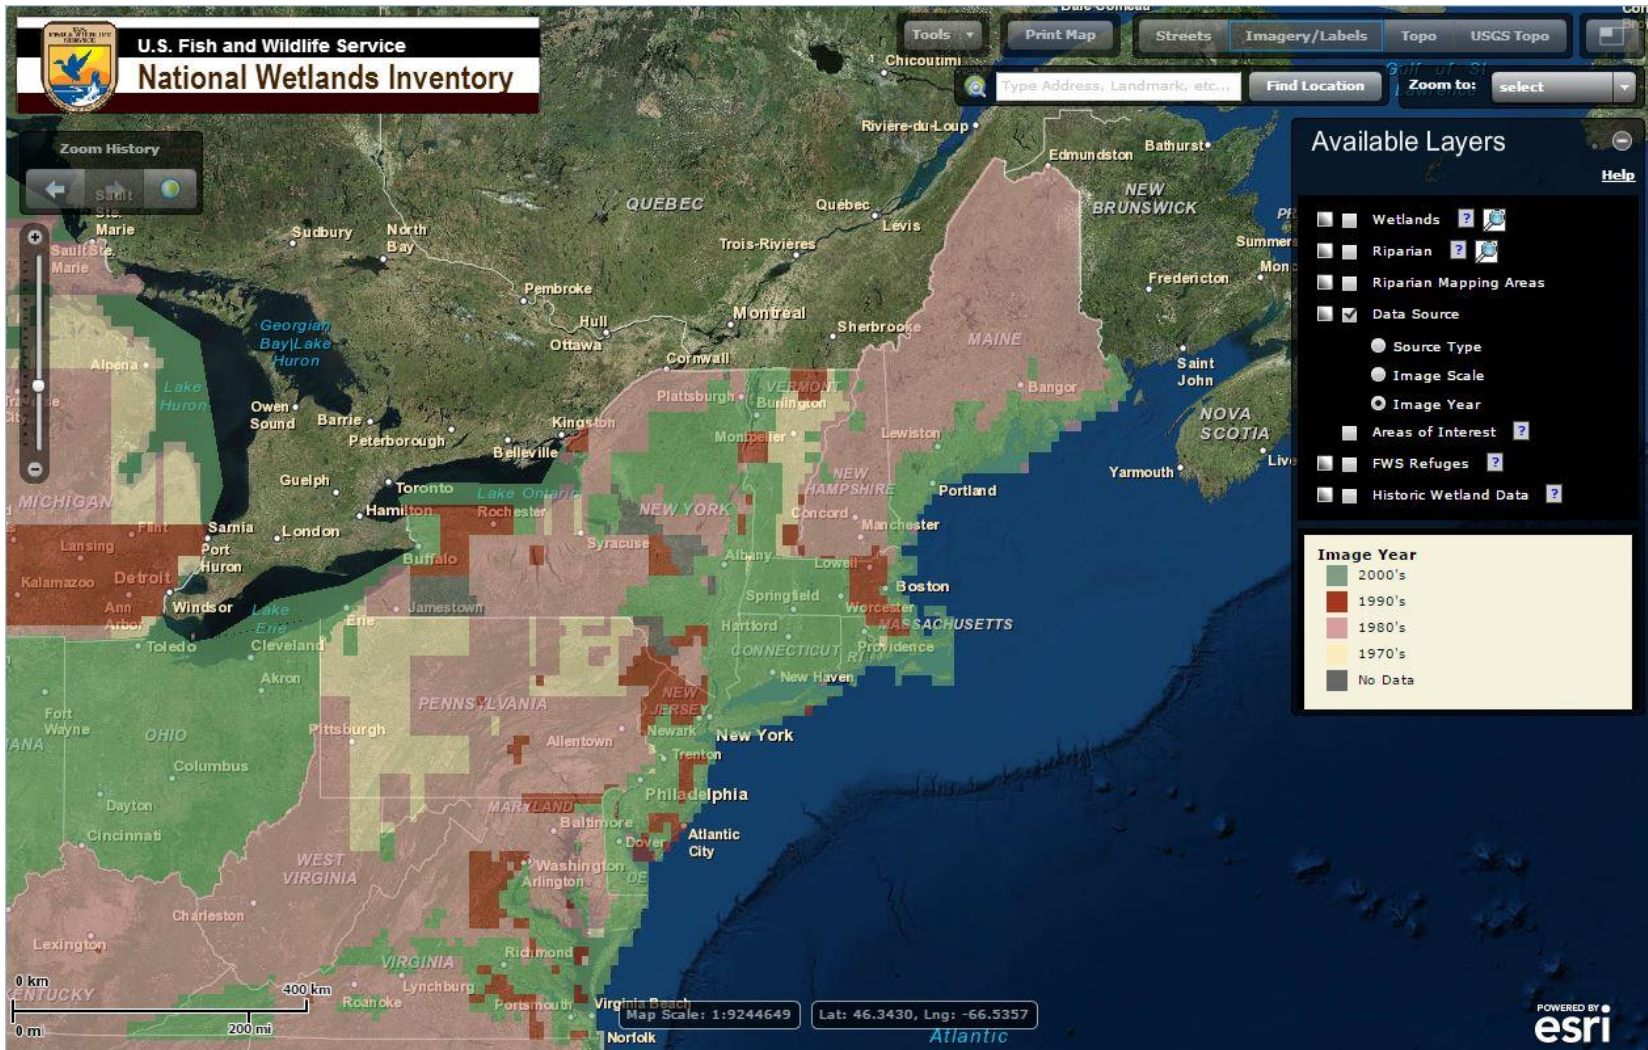 U.S. Fish and Wildlife Service
National Wetlands Inventory
Tools
Print Map
Streets
Imagery/Labels
Topo
USGS Topo
Type Address, Landmark, etc...
Find Location
Zoom to:
select
Zoom History
Available Layers
Help
Wetlands ?
Riparian ?
Riparian Mapping Areas
Data Source
Source Type
Image Scale
Image Year
Areas of Interest ?
FWS Refuges ?
Historic Wetland Data ?
Image Year
2000's
1990's
1980's
1970's
No Data
Chicoutimi
Rivière-du-Loup
Edmundston
Bathurst
NEW
BRUNSWICK
QUEBEC
Québec
Lévis
Trois-Rivières
Sault
Ste.
Marie
Sault Ste.
Marie
Sudbury
North
Bay
Fredericton
Pembroke
Hull
Ottawa
Montréal
Sherbrooke
Cornwall
MAINE
Saint
John
Georgian
Bay|Lake
Huron
Alpena
Lake
Huron
Owen
Sound
Barrie
Peterborough
Kingston
Belleville
Plattsburgh
VERMONT
Burlington
Montpelier
Bangor
Lewiston
NOVA
SCOTIA
Yarmouth
Guelph
Toronto
Lake Ontario
Hamilton
Rochester
NEW YORK
NEW
HAMPSHIRE
Concord
Portland
Manchester
MICHIGAN
Flint
Sarnia
London
Lansing
Port
Huron
Syracuse
Buffalo
Albany
Lowell
Kalamazoo
Detroit
Windsor
Ann
Arbor
Jamestown
Springfield
Boston
Worcester
MASSACHUSETTS
Lake
Erie
Erie
Hartford
Toledo
Cleveland
CONNECTICUT
RI
Providence
Akron
New Haven
Fort
Wayne
PENNSYLVANIA
NEW
JERSEY
OHIO
Pittsburgh
Allentown
Newark
New York
Trenton
Columbus
Philadelphia
Dayton
MARYLAND
Baltimore
Cincinnati
Dover
Atlantic
City
WEST
VIRGINIA
Washington
Arlington
DE
Charleston
Lexington
Richmond
VIRGINIA
Lynchburg
Roanoke
KENTUCKY
Portsmouth
Virginia Beach
Norfolk
0 km
400 km
0 mi
200 mi
Map Scale: 1:9244649
Lat: 46.3430, Lng: -66.5357
Atlantic
POWERED BY
esri